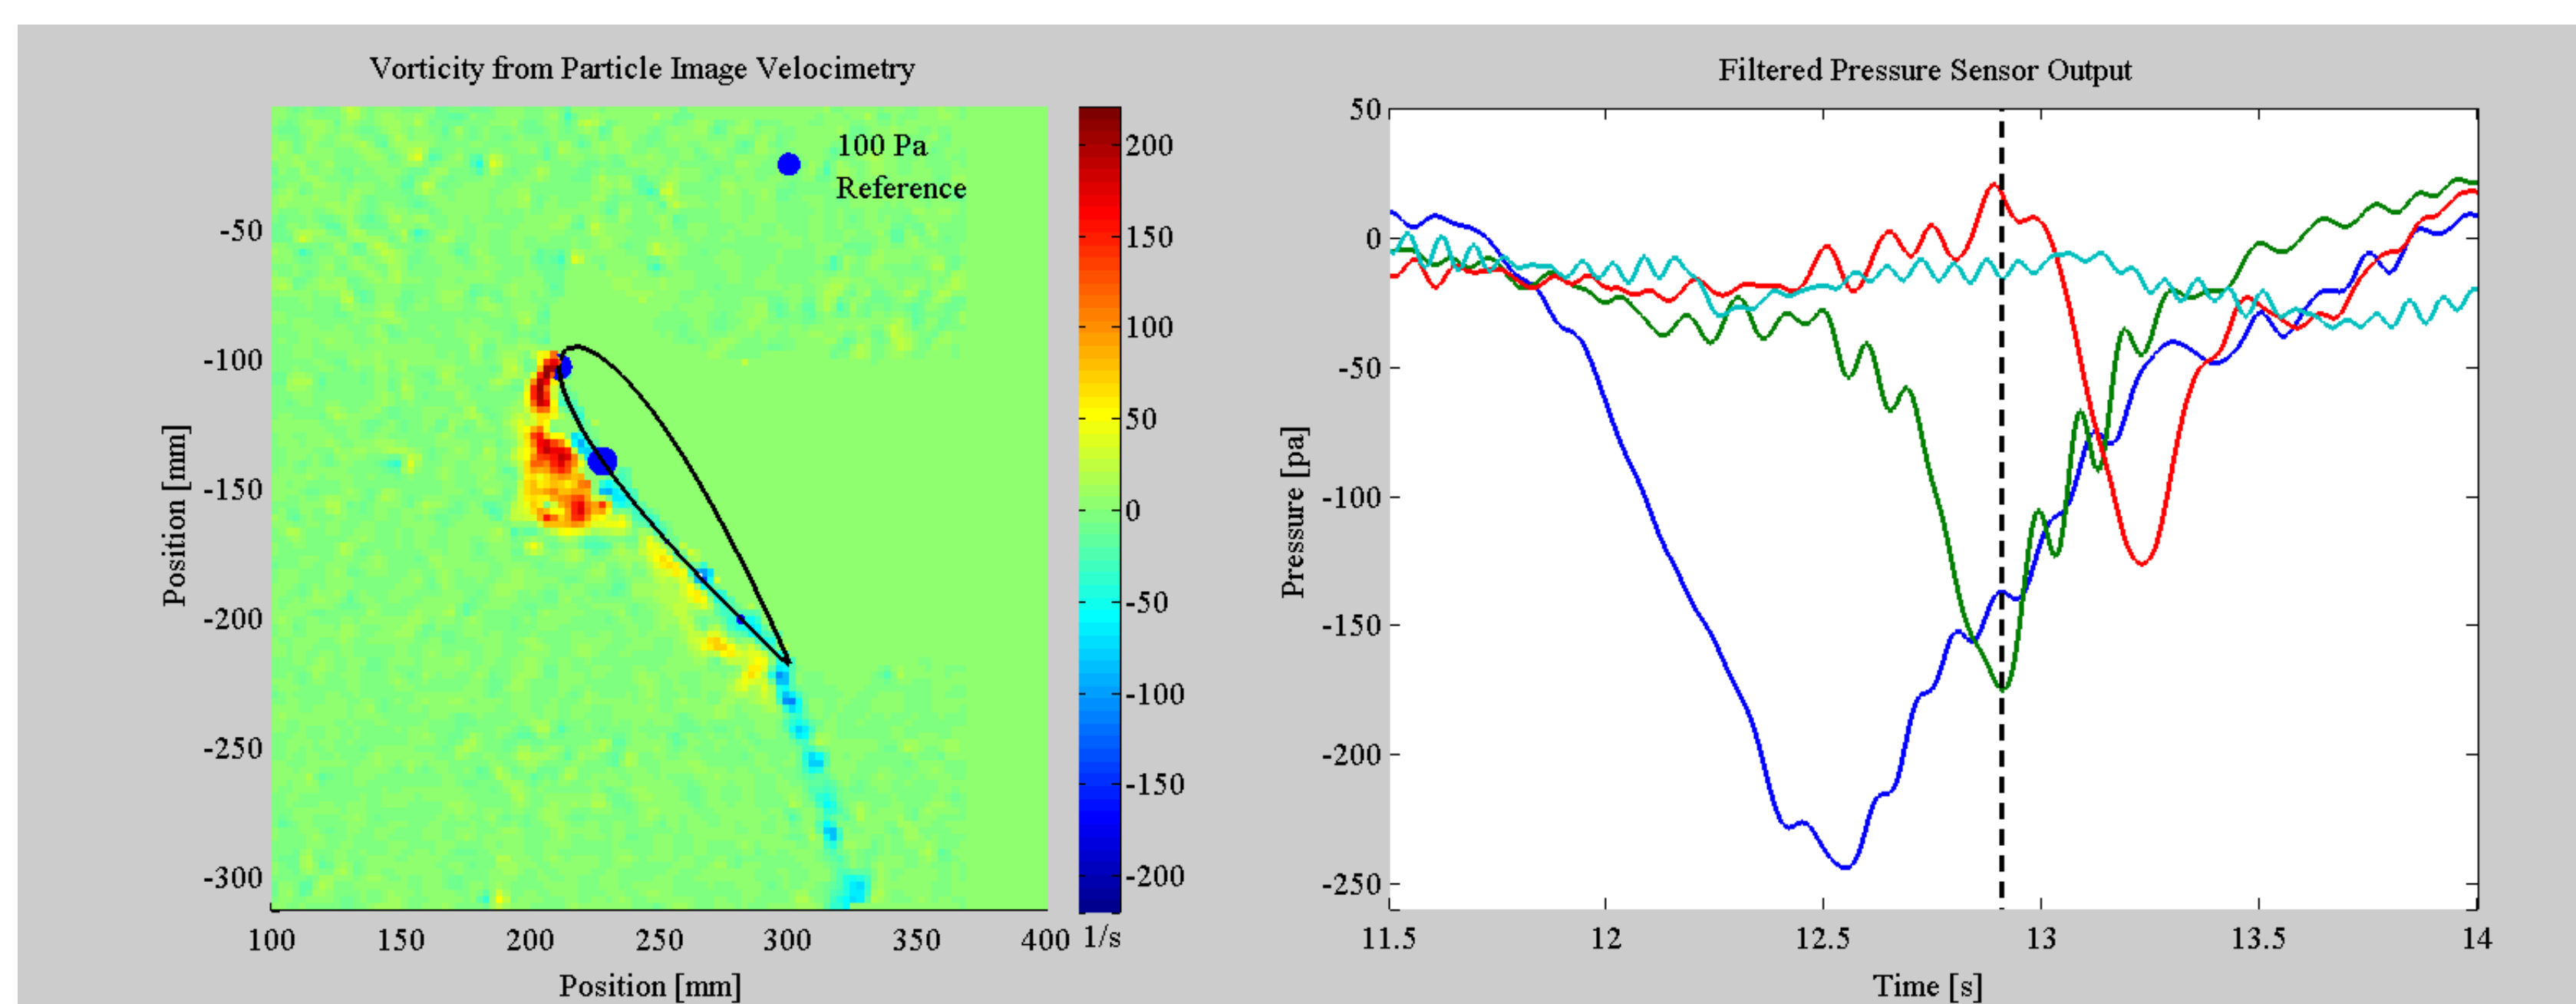 Vorticity from Particle Image Velocimetry
100 Pa
Reference
-50
-100
-150
-200
-250
-300
Position [mm]
100 150 200 250 300 350 400
Position [mm]
200
150
100
50
0
-50
-100
-150
-200
1/s
Filtered Pressure Sensor Output
50
0
-50
-100
-150
-200
-250
Pressure [pa]
11.5 12 12.5 13 13.5 14
Time [s]